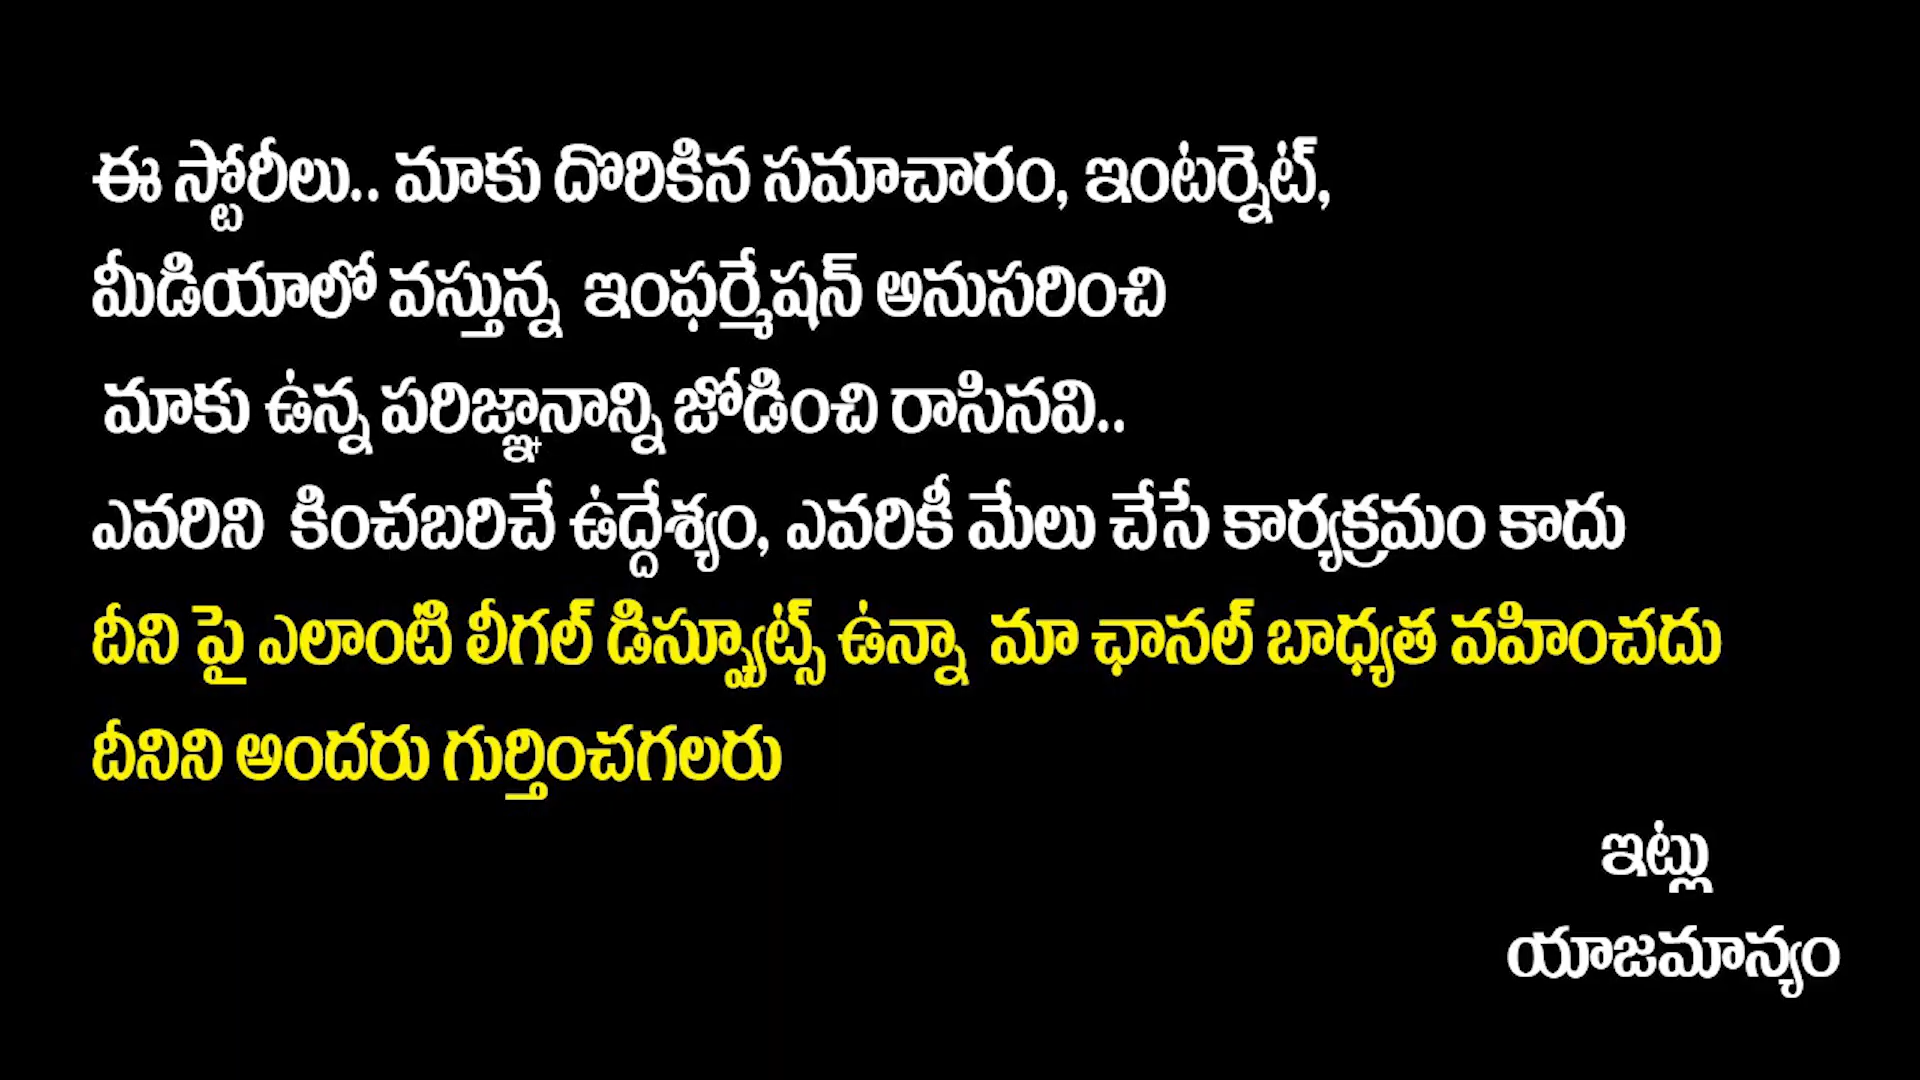 ఈ స్టోరీలు.. మాకు దొరికిన సమాచారం, ఇంటర్నెట్,
మీడియాలో వస్తున్న ఇంఫర్మేషన్ అనుసరించి
మాకు ఉన్న పరిజ్ఞానాన్ని జోడించి రాసినవి..
ఎవరిని కించబరిచే ఉద్దేశ్యం, ఎవరికీ మేలు చేసే కార్యక్రమం కాదు
దీని పై ఎలాంటి లీగల్ డిస్ప్యూట్స్ ఉన్నా మా ఛానల్ బాధ్యత వహించదు
దీనిని అందరు గుర్తించగలరు
ఇట్లు
యాజమాన్యం